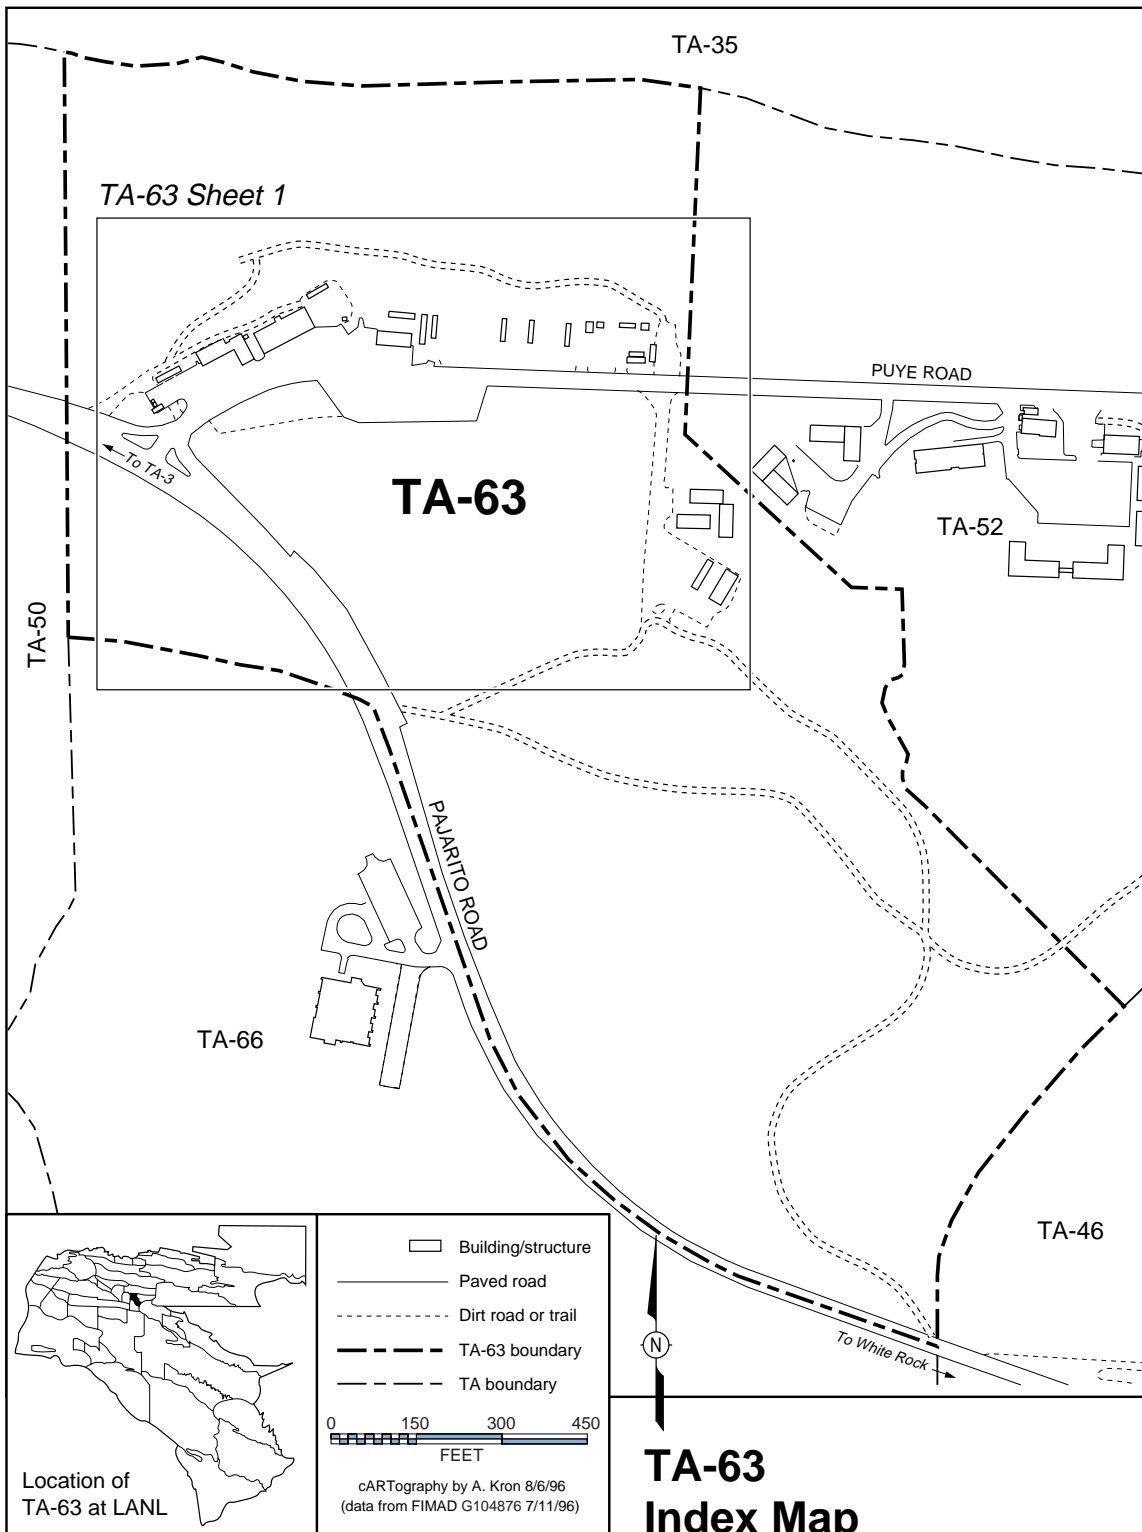 TA-35
TA-63 Sheet 1
PUYE ROAD
To TA-3
TA-63
TA-52
TA-50
PAJARITO ROAD
TA-66
TA-46
To White Rock
N
Building/structure
Paved road
Dirt road or trail
TA-63 boundary
TA boundary
0 150 300 450
FEET
cARTography by A. Kron 8/6/96
(data from FIMAD G104876 7/11/96)
Location of
TA-63 at LANL
TA-63
Index Map